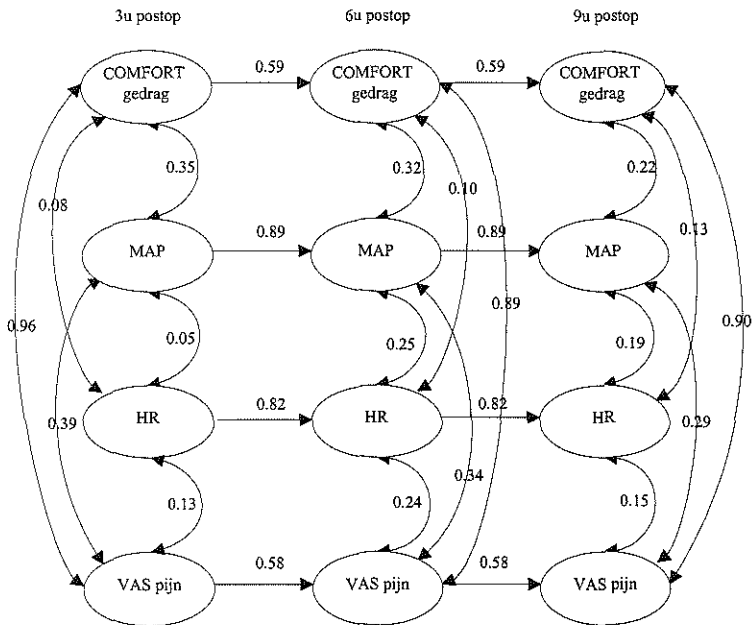 3u postop 6u postop 9u postop
0.59 0.59
COMFORT gedrag COMFORT gedrag COMFORT gedrag
0.35 0.32 0.22
0.08 0.10 0.13
0.89 0.89
MAP MAP MAP
0.96 0.89 0.90
0.05 0.25 0.19
0.82 0.82
HR HR HR
0.39 0.34 0.29
0.13 0.24 0.15
0.58 0.58
VAS pijn VAS pijn VAS pijn